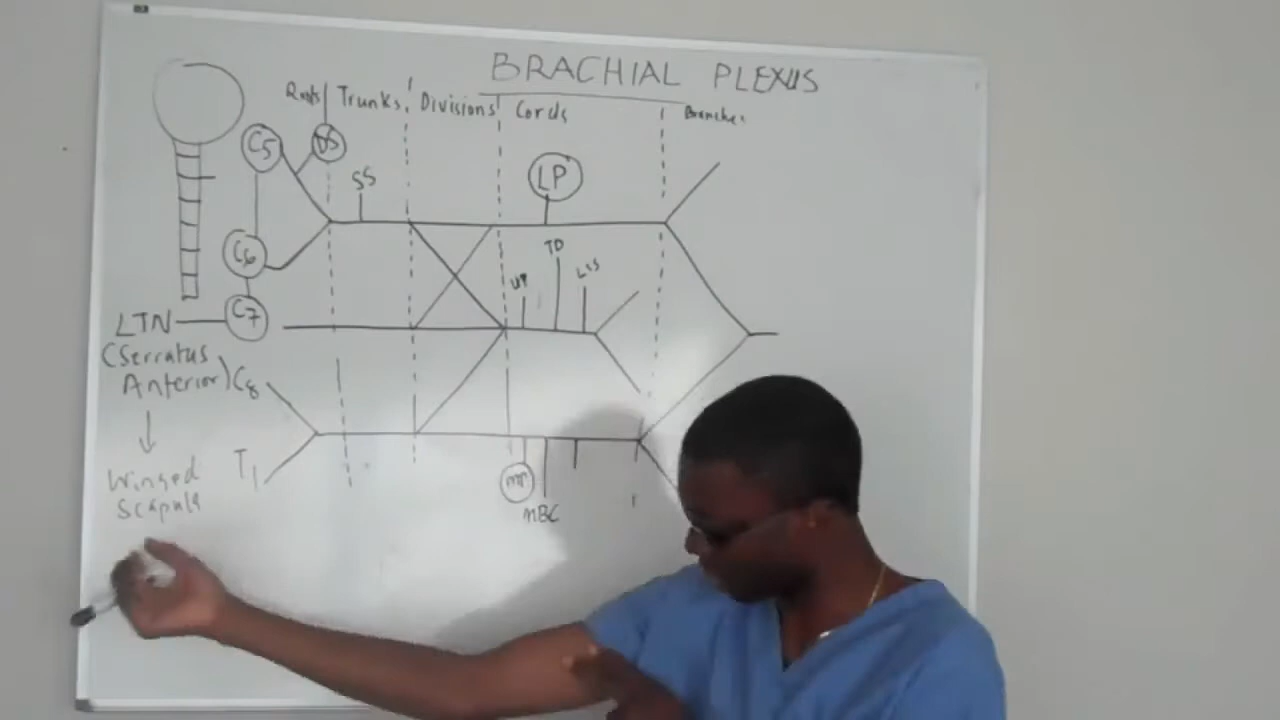 BRACHIAL PLEXUS
Roots Trunks Divisions Cords Branches
C5 DS
SS
LP
C6
TD
UP LSS
C7
LTN
(Serratus
Anterior)
C8
T1
Winged
Scapula
MP
MBC